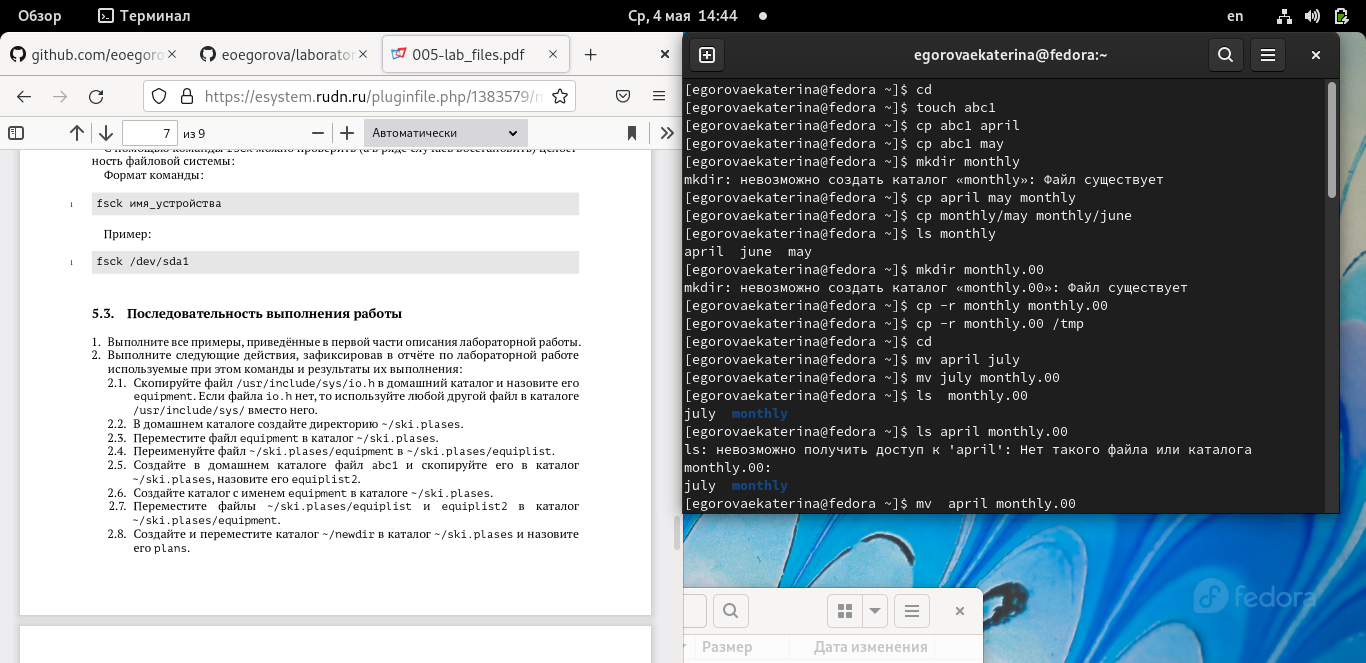 Обзор
Терминал
Ср, 4 мая 14:44
en
github.com/eoegoro
eoegorova/laborator
005-lab_files.pdf
https://esystem.rudn.ru/pluginfile.php/1383579/m
7 из 9
Автоматически
С помощью команды fsck можно проверить (а в ряде случаев восстановить) целост-
ность файловой системы:
Формат команды:
1 fsck имя_устройства
Пример:
1 fsck /dev/sda1
5.3. Последовательность выполнения работы
1. Выполните все примеры, приведённые в первой части описания лабораторной работы.
2. Выполните следующие действия, зафиксировав в отчёте по лабораторной работе
используемые при этом команды и результаты их выполнения:
2.1. Скопируйте файл /usr/include/sys/io.h в домашний каталог и назовите его
equipment. Если файла io.h нет, то используйте любой другой файл в каталоге
/usr/include/sys/ вместо него.
2.2. В домашнем каталоге создайте директорию ~/ski.plases.
2.3. Переместите файл equipment в каталог ~/ski.plases.
2.4. Переименуйте файл ~/ski.plases/equipment в ~/ski.plases/equiplist.
2.5. Создайте в домашнем каталоге файл abc1 и скопируйте его в каталог
~/ski.plases, назовите его equiplist2.
2.6. Создайте каталог с именем equipment в каталоге ~/ski.plases.
2.7. Переместите файлы ~/ski.plases/equiplist и equiplist2 в каталог
~/ski.plases/equipment.
2.8. Создайте и переместите каталог ~/newdir в каталог ~/ski.plases и назовите
его plans.
egorovaekaterina@fedora:~
[egorovaekaterina@fedora ~]$ cd
[egorovaekaterina@fedora ~]$ touch abc1
[egorovaekaterina@fedora ~]$ cp abc1 april
[egorovaekaterina@fedora ~]$ cp abc1 may
[egorovaekaterina@fedora ~]$ mkdir monthly
mkdir: невозможно создать каталог «monthly»: Файл существует
[egorovaekaterina@fedora ~]$ cp april may monthly
[egorovaekaterina@fedora ~]$ cp monthly/may monthly/june
[egorovaekaterina@fedora ~]$ ls monthly
april  june  may
[egorovaekaterina@fedora ~]$ mkdir monthly.00
mkdir: невозможно создать каталог «monthly.00»: Файл существует
[egorovaekaterina@fedora ~]$ cp -r monthly monthly.00
[egorovaekaterina@fedora ~]$ cp -r monthly.00 /tmp
[egorovaekaterina@fedora ~]$ cd
[egorovaekaterina@fedora ~]$ mv april july
[egorovaekaterina@fedora ~]$ mv july monthly.00
[egorovaekaterina@fedora ~]$ ls  monthly.00
july  monthly
[egorovaekaterina@fedora ~]$ ls april monthly.00
ls: невозможно получить доступ к 'april': Нет такого файла или каталога
monthly.00:
july  monthly
[egorovaekaterina@fedora ~]$ mv  april monthly.00
fedora
Размер
Дата изменения